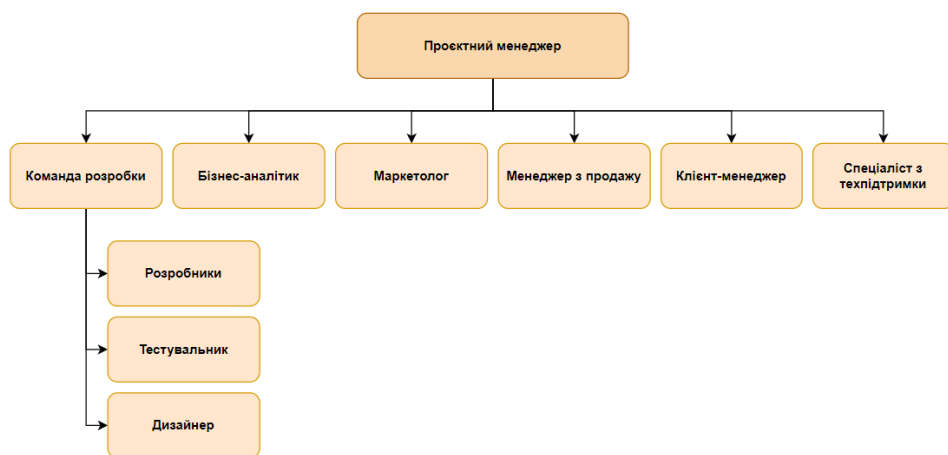 Проєктний менеджер
Команда розробки
Бізнес-аналітик
Маркетолог
Менеджер з продажу
Клієнт-менеджер
Спеціаліст з
техпідтримки
Розробники
Тестувальник
Дизайнер